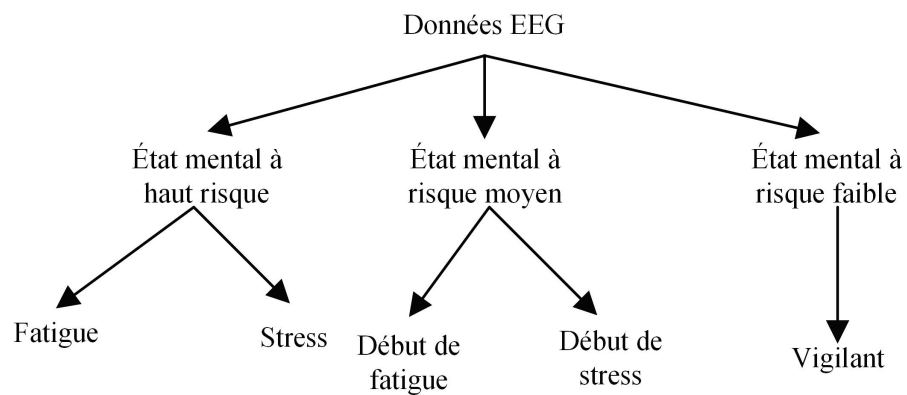 Données EEG
État mental à
haut risque
État mental à
risque moyen
État mental à
risque faible
Fatigue
Stress
Début de
fatigue
Début de
stress
Vigilant